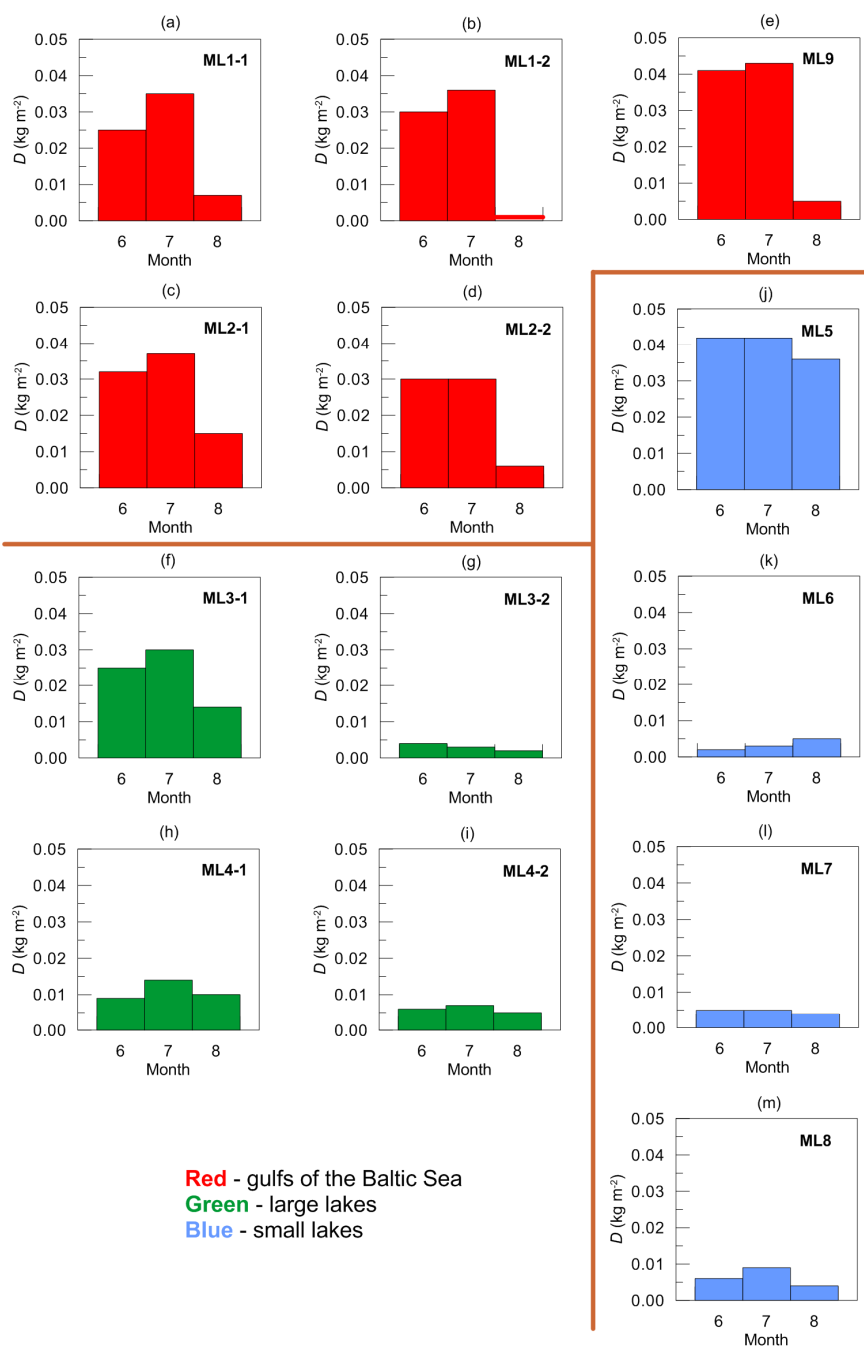 (a)
ML1-1
0.05
0.04
0.03
0.02
0.01
0.00
D (kg m-2)
6 7 8
Month
(b)
ML1-2
0.05
0.04
0.03
0.02
0.01
0.00
D (kg m-2)
6 7 8
Month
(e)
ML9
0.05
0.04
0.03
0.02
0.01
0.00
D (kg m-2)
6 7 8
Month
(c)
ML2-1
0.05
0.04
0.03
0.02
0.01
0.00
D (kg m-2)
6 7 8
Month
(d)
ML2-2
0.05
0.04
0.03
0.02
0.01
0.00
D (kg m-2)
6 7 8
Month
(j)
ML5
0.05
0.04
0.03
0.02
0.01
0.00
D (kg m-2)
6 7 8
Month
(f)
ML3-1
0.05
0.04
0.03
0.02
0.01
0.00
D (kg m-2)
6 7 8
Month
(g)
ML3-2
0.05
0.04
0.03
0.02
0.01
0.00
D (kg m-2)
6 7 8
Month
(k)
ML6
0.05
0.04
0.03
0.02
0.01
0.00
D (kg m-2)
6 7 8
Month
(h)
ML4-1
0.05
0.04
0.03
0.02
0.01
0.00
D (kg m-2)
6 7 8
Month
(i)
ML4-2
0.05
0.04
0.03
0.02
0.01
0.00
D (kg m-2)
6 7 8
Month
(l)
ML7
0.05
0.04
0.03
0.02
0.01
0.00
D (kg m-2)
6 7 8
Month
(m)
ML8
0.05
0.04
0.03
0.02
0.01
0.00
D (kg m-2)
6 7 8
Month
Red - gulfs of the Baltic Sea
Green - large lakes
Blue - small lakes